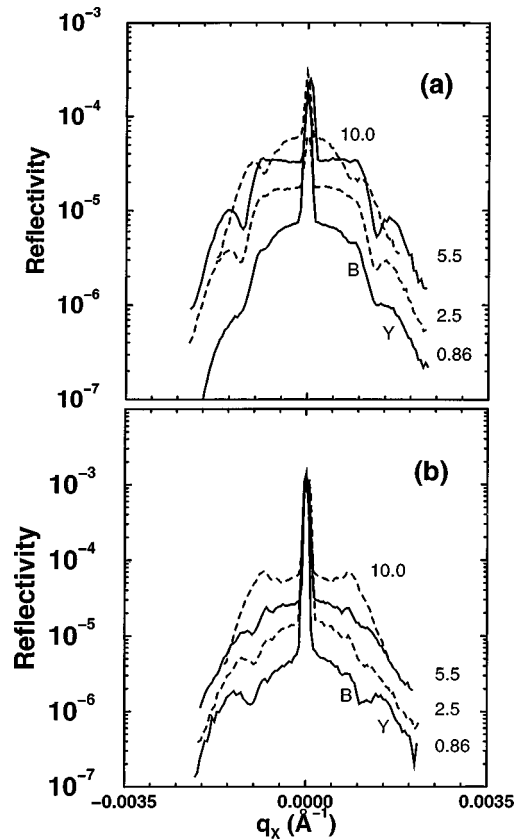 10⁻³
(a)
10⁻⁴
10.0
Reflectivity
10⁻⁵
B
5.5
10⁻⁶
2.5
Y
0.86
10⁻⁷
(b)
10⁻³
10⁻⁴
10.0
Reflectivity
10⁻⁵
5.5
B
2.5
10⁻⁶
Y
0.86
10⁻⁷
−0.0035 0.0000 0.0035
qₓ (Å⁻¹)